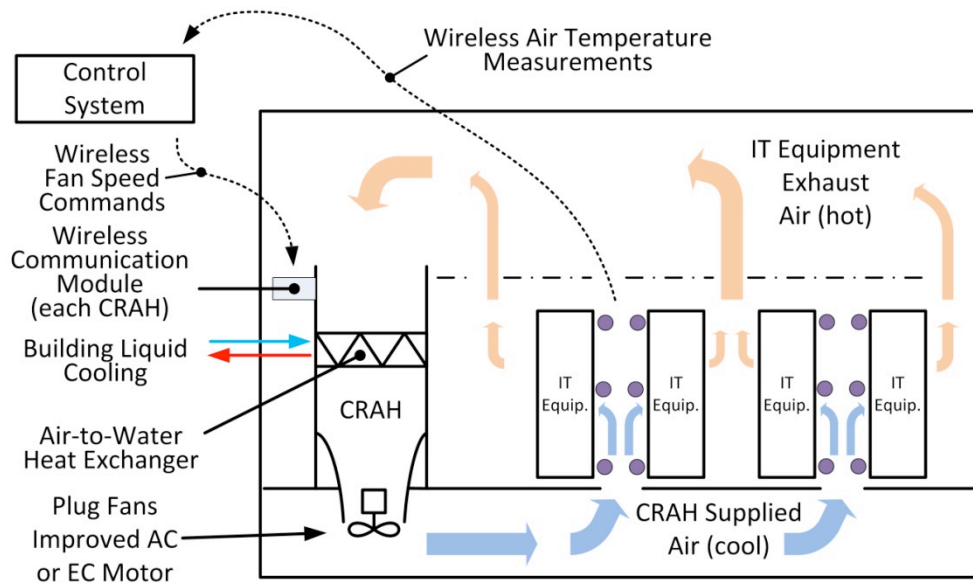 Wireless Air Temperature
Measurements
Control
System
Wireless
Fan Speed
Commands
IT Equipment
Exhaust
Air (hot)
Wireless
Communication
Module
(each CRAH)
Building Liquid
Cooling
CRAH
IT
Equip.
IT
Equip.
IT
Equip.
IT
Equip.
Air-to-Water
Heat Exchanger
Plug Fans
Improved AC
or EC Motor
CRAH Supplied
Air (cool)